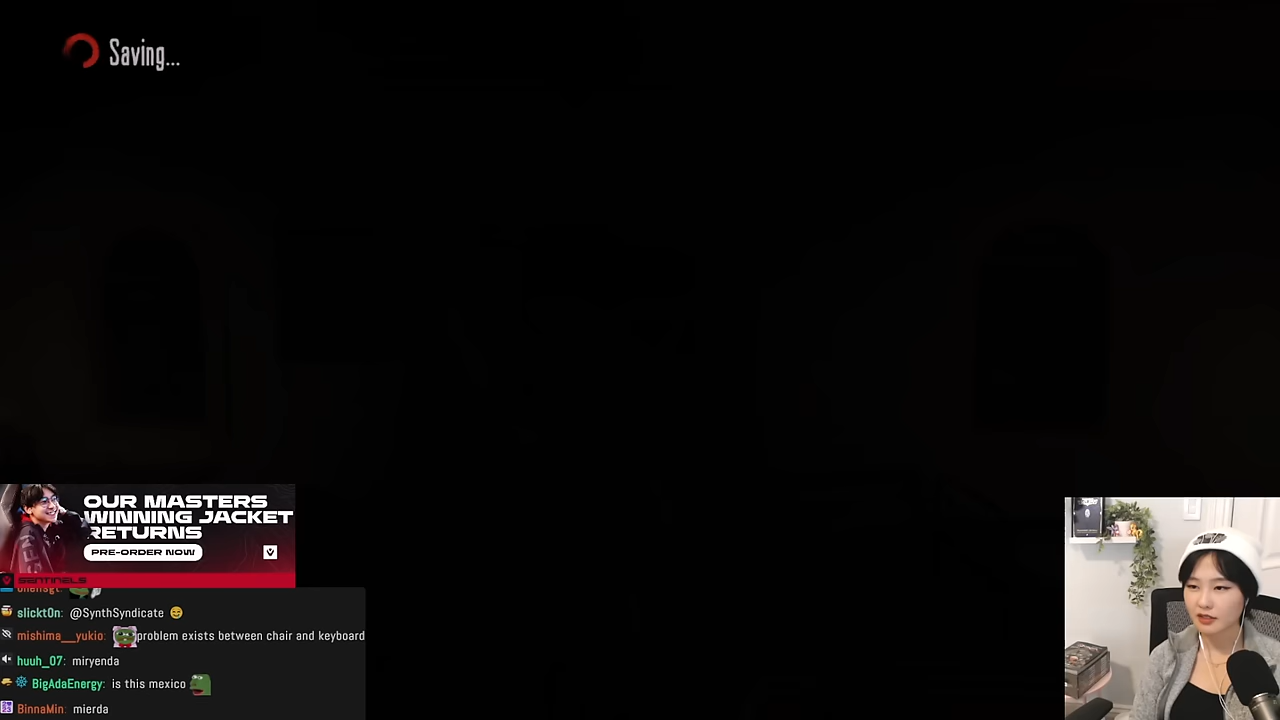 Saving...
OUR MASTERS
WINNING JACKET
RETURNS
PRE-ORDER NOW
SENTINELS
slickt0n: @SynthSyndicate
mishima__yukio: problem exists between chair and keyboard
huuh_07: miryenda
BigAdaEnergy: is this mexico
BinnaMin: mierda